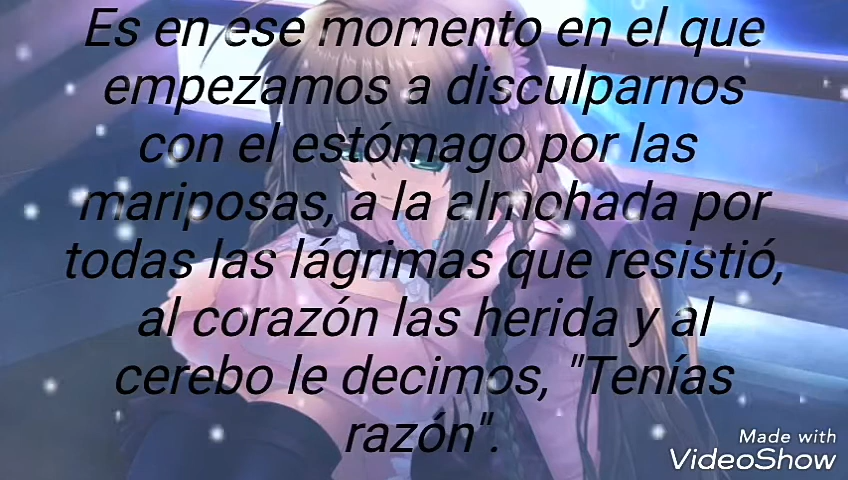 Es en ese momento en el que
empezamos a disculparnos
con el estómago por las
mariposas, a la almohada por
todas las lágrimas que resistió,
al corazón las herida y al
cerebo le decimos, "Tenías
razón".
Made with
VideoShow